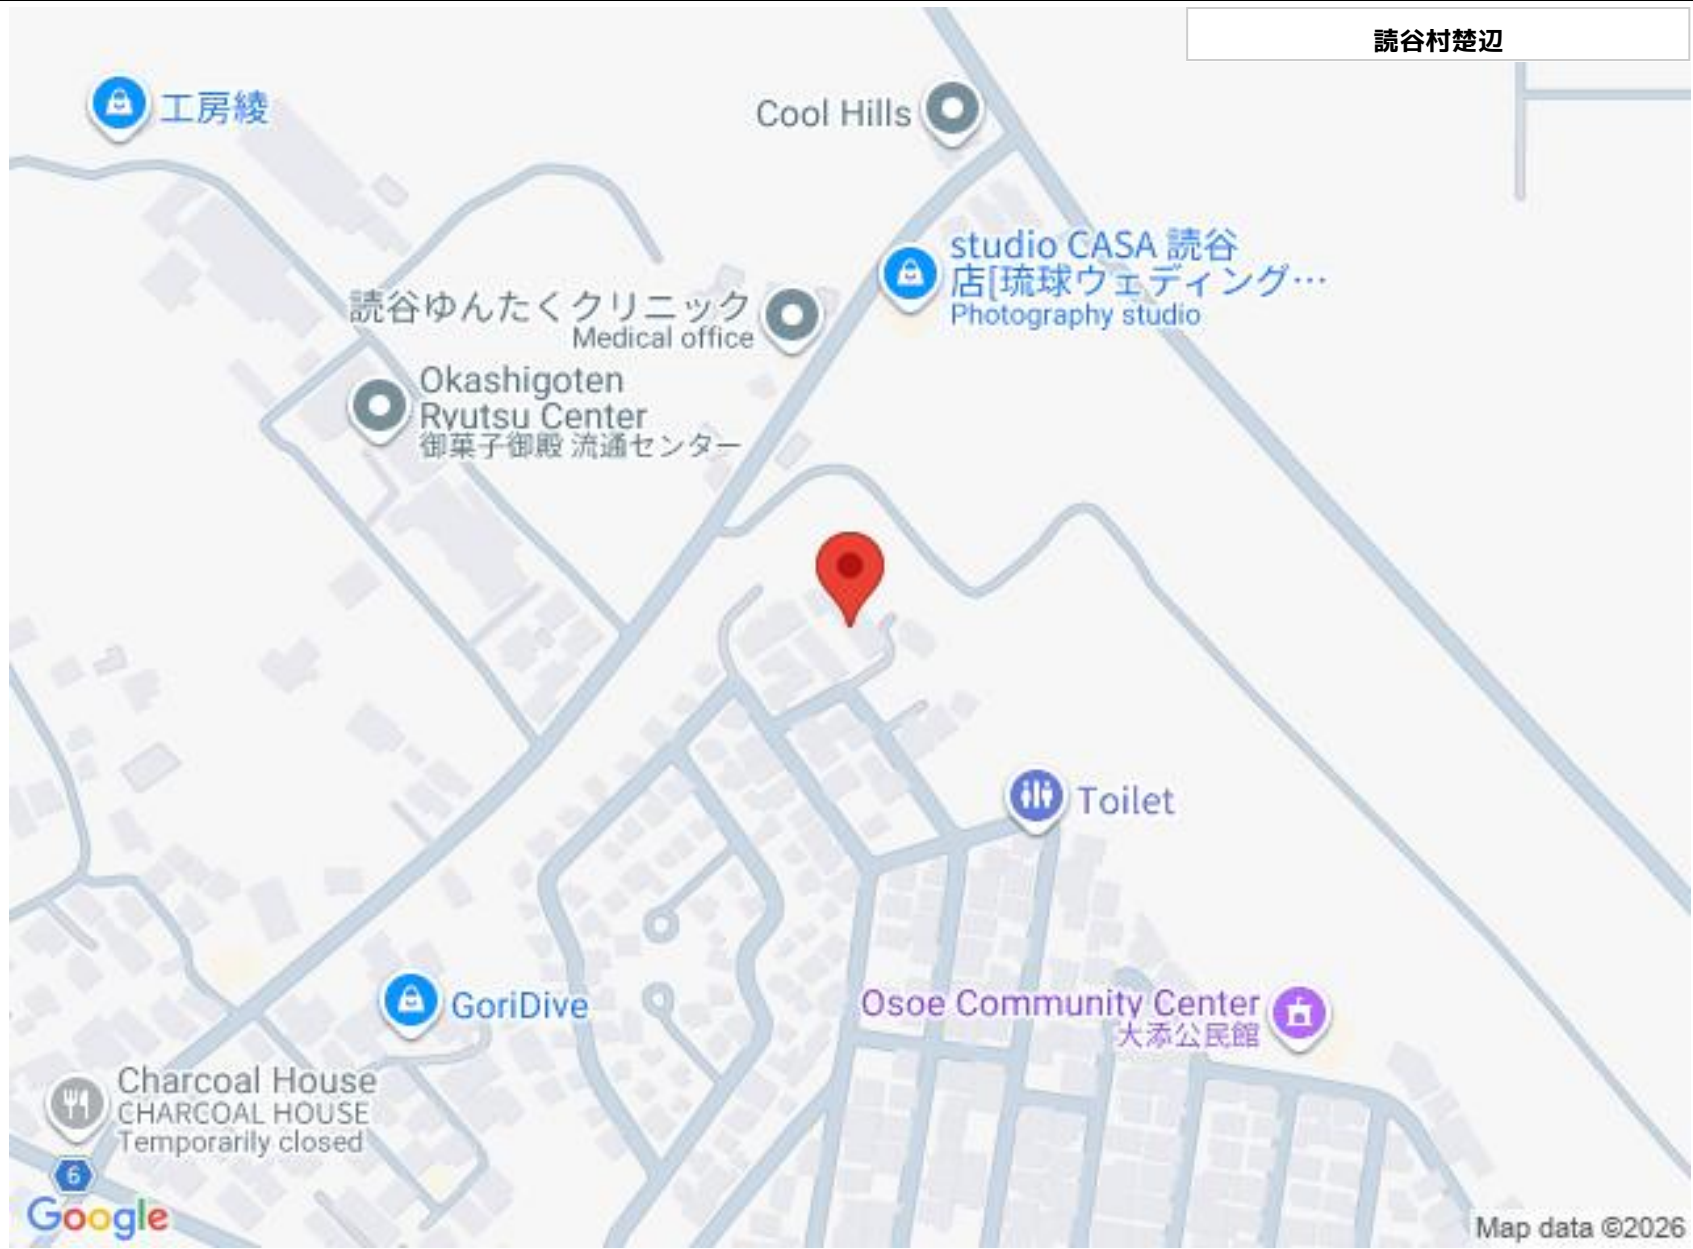 読谷村楚辺
工房綾
Cool Hills
studio CASA 読谷
店[琉球ウェディング…
Photography studio
読谷ゆんたくクリニック
Medical office
Okashigoten
Ryutsu Center
御菓子御殿 流通センター
Toilet
GoriDive
Osoe Community Center
大添公民館
Charcoal House
CHARCOAL HOUSE
Temporarily closed
6
Google
Map data ©2026